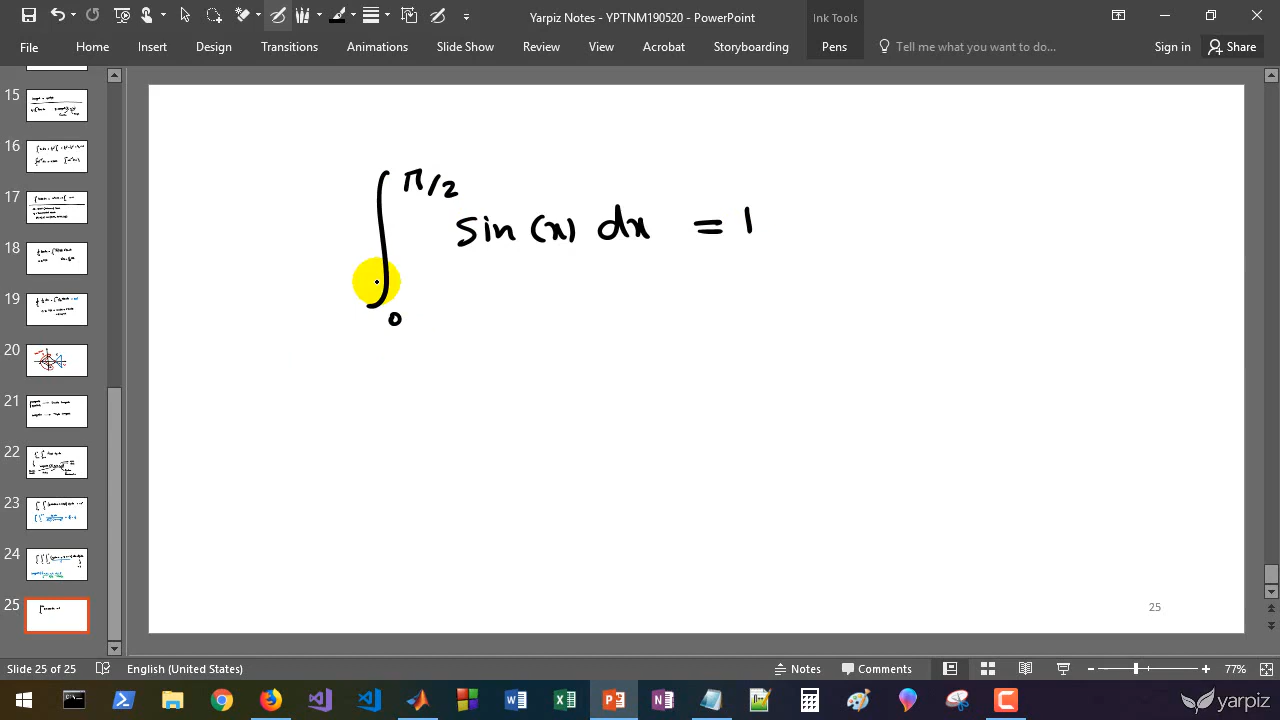 Yarpiz Notes - YPTNM190520 - PowerPoint
Ink Tools
File Home Insert Design Transitions Animations Slide Show Review View Acrobat Storyboarding Pens Tell me what you want to do... Sign in Share
15
16
17
18
19
20
21
22
23
24
25
∫₀^π/2 sin(x) dx = 1
25
Slide 25 of 25 English (United States) Notes Comments 77%
yarpiz